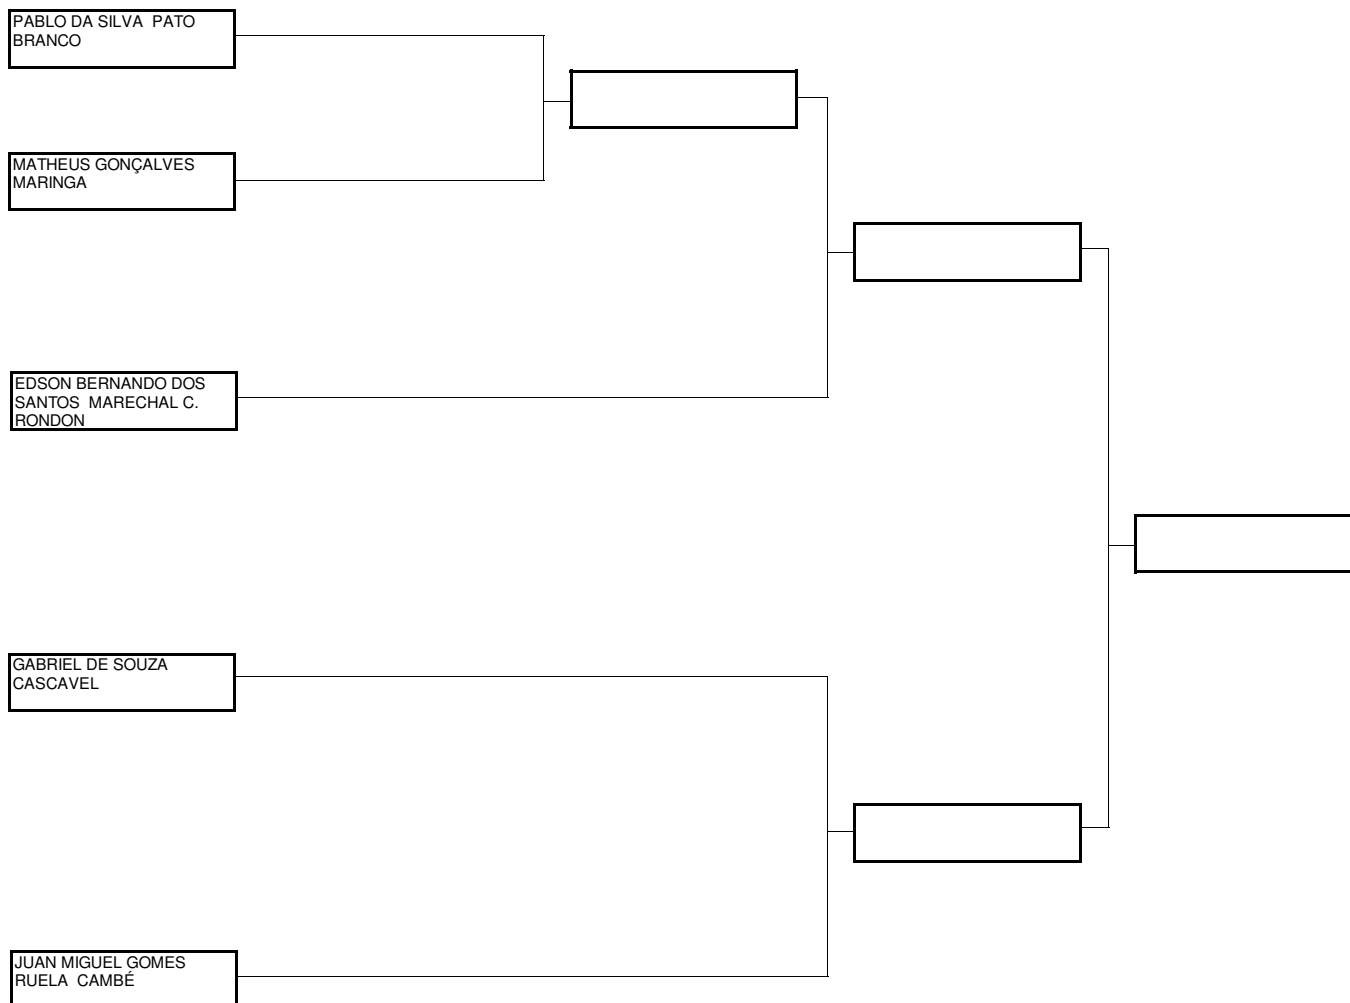 PABLO DA SILVA  PATO
BRANCO
MATHEUS GONÇALVES
MARINGA
EDSON BERNANDO DOS
SANTOS  MARECHAL C.
RONDON
GABRIEL DE SOUZA
CASCAVEL
JUAN MIGUEL GOMES
RUELA  CAMBÉ